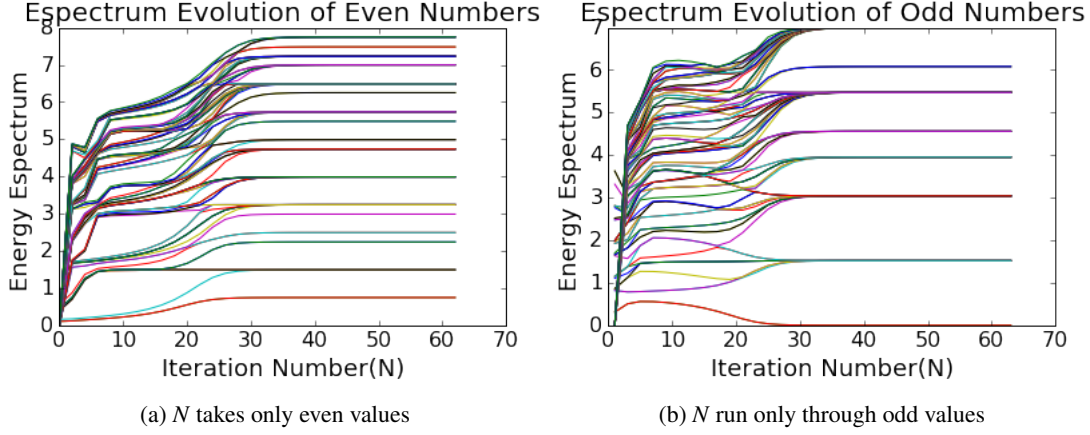 Espectrum Evolution of Even Numbers
8
7
6
5
4
3
2
1
0
Energy Espectrum
0 10 20 30 40 50 60 70
Iteration Number(N)
(a) N takes only even values
Espectrum Evolution of Odd Numbers
7
6
5
4
3
2
1
0
Energy Espectrum
0 10 20 30 40 50 60 70
Iteration Number(N)
(b) N run only through odd values